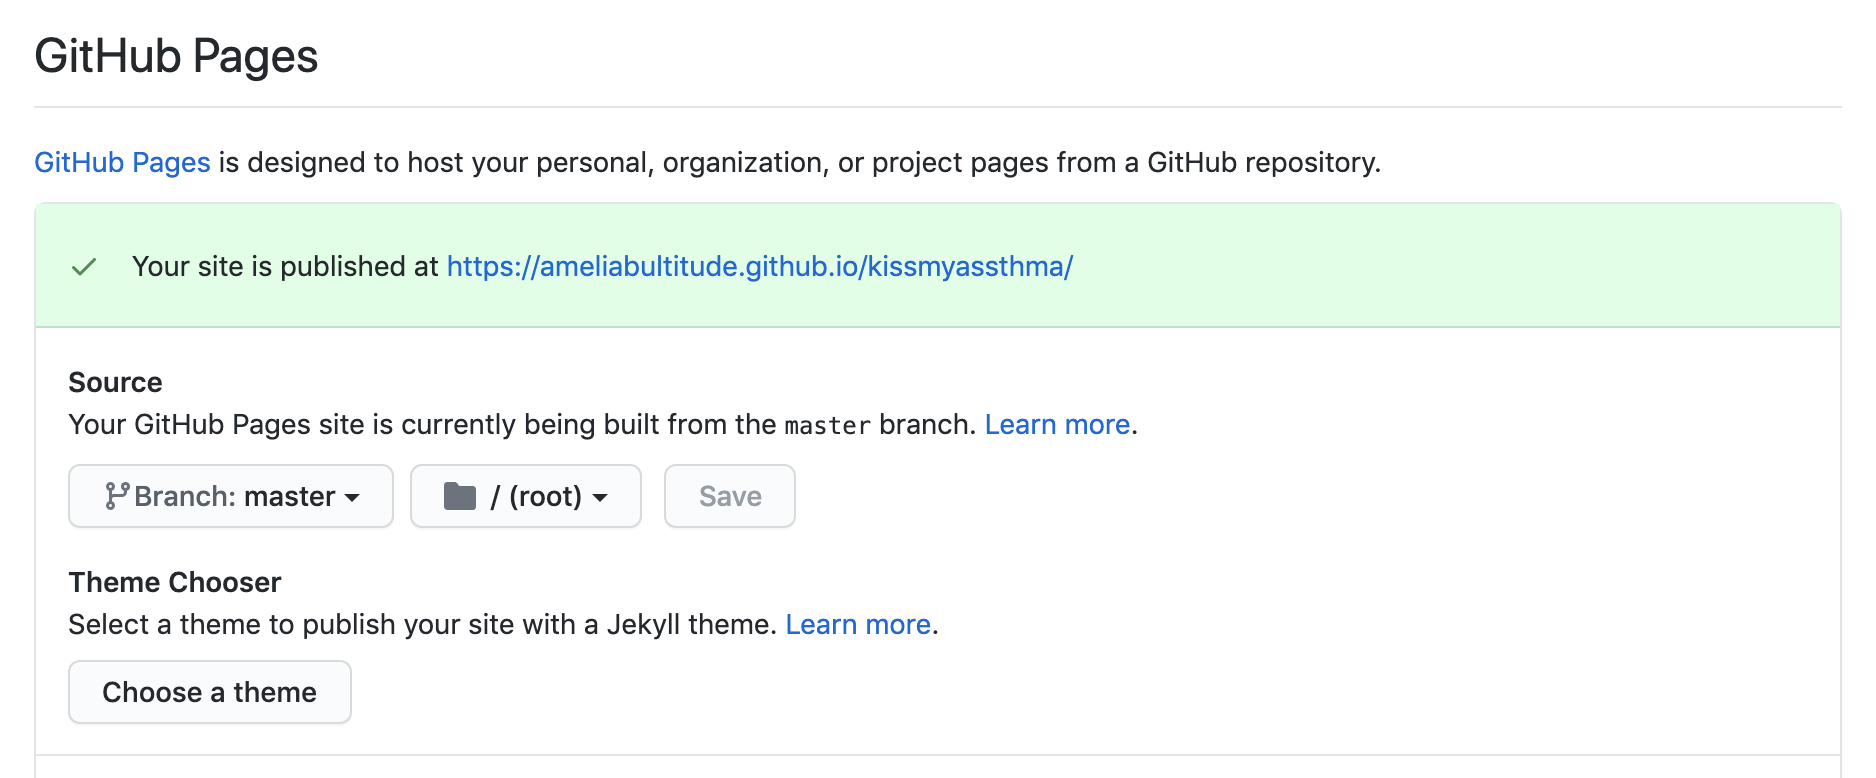 GitHub Pages
GitHub Pages is designed to host your personal, organization, or project pages from a GitHub repository.
Your site is published at https://ameliabultitude.github.io/kissmyassthma/
Source
Your GitHub Pages site is currently being built from the master branch. Learn more.
Branch: master / (root) Save
Theme Chooser
Select a theme to publish your site with a Jekyll theme. Learn more.
Choose a theme